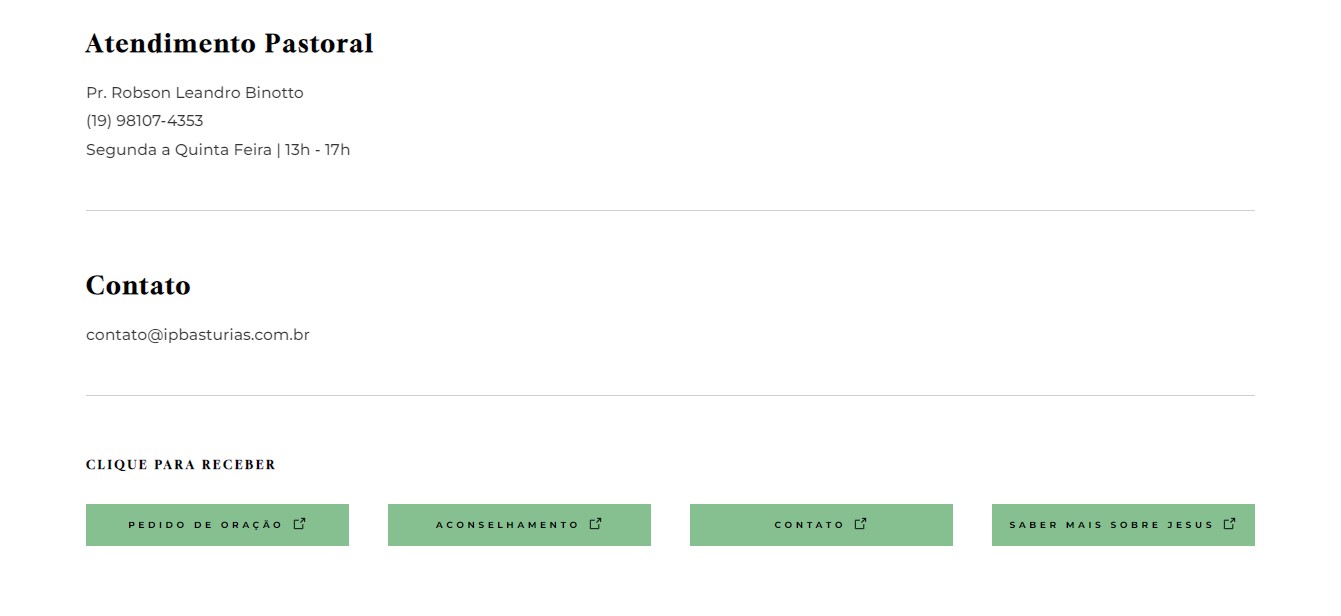 Atendimento Pastoral
Pr. Robson Leandro Binotto
(19) 98107-4353
Segunda a Quinta Feira | 13h - 17h
Contato
contato@ipbasturias.com.br
CLIQUE PARA RECEBER
PEDIDO DE ORAÇÃO
ACONSELHAMENTO
CONTATO
SABER MAIS SOBRE JESUS